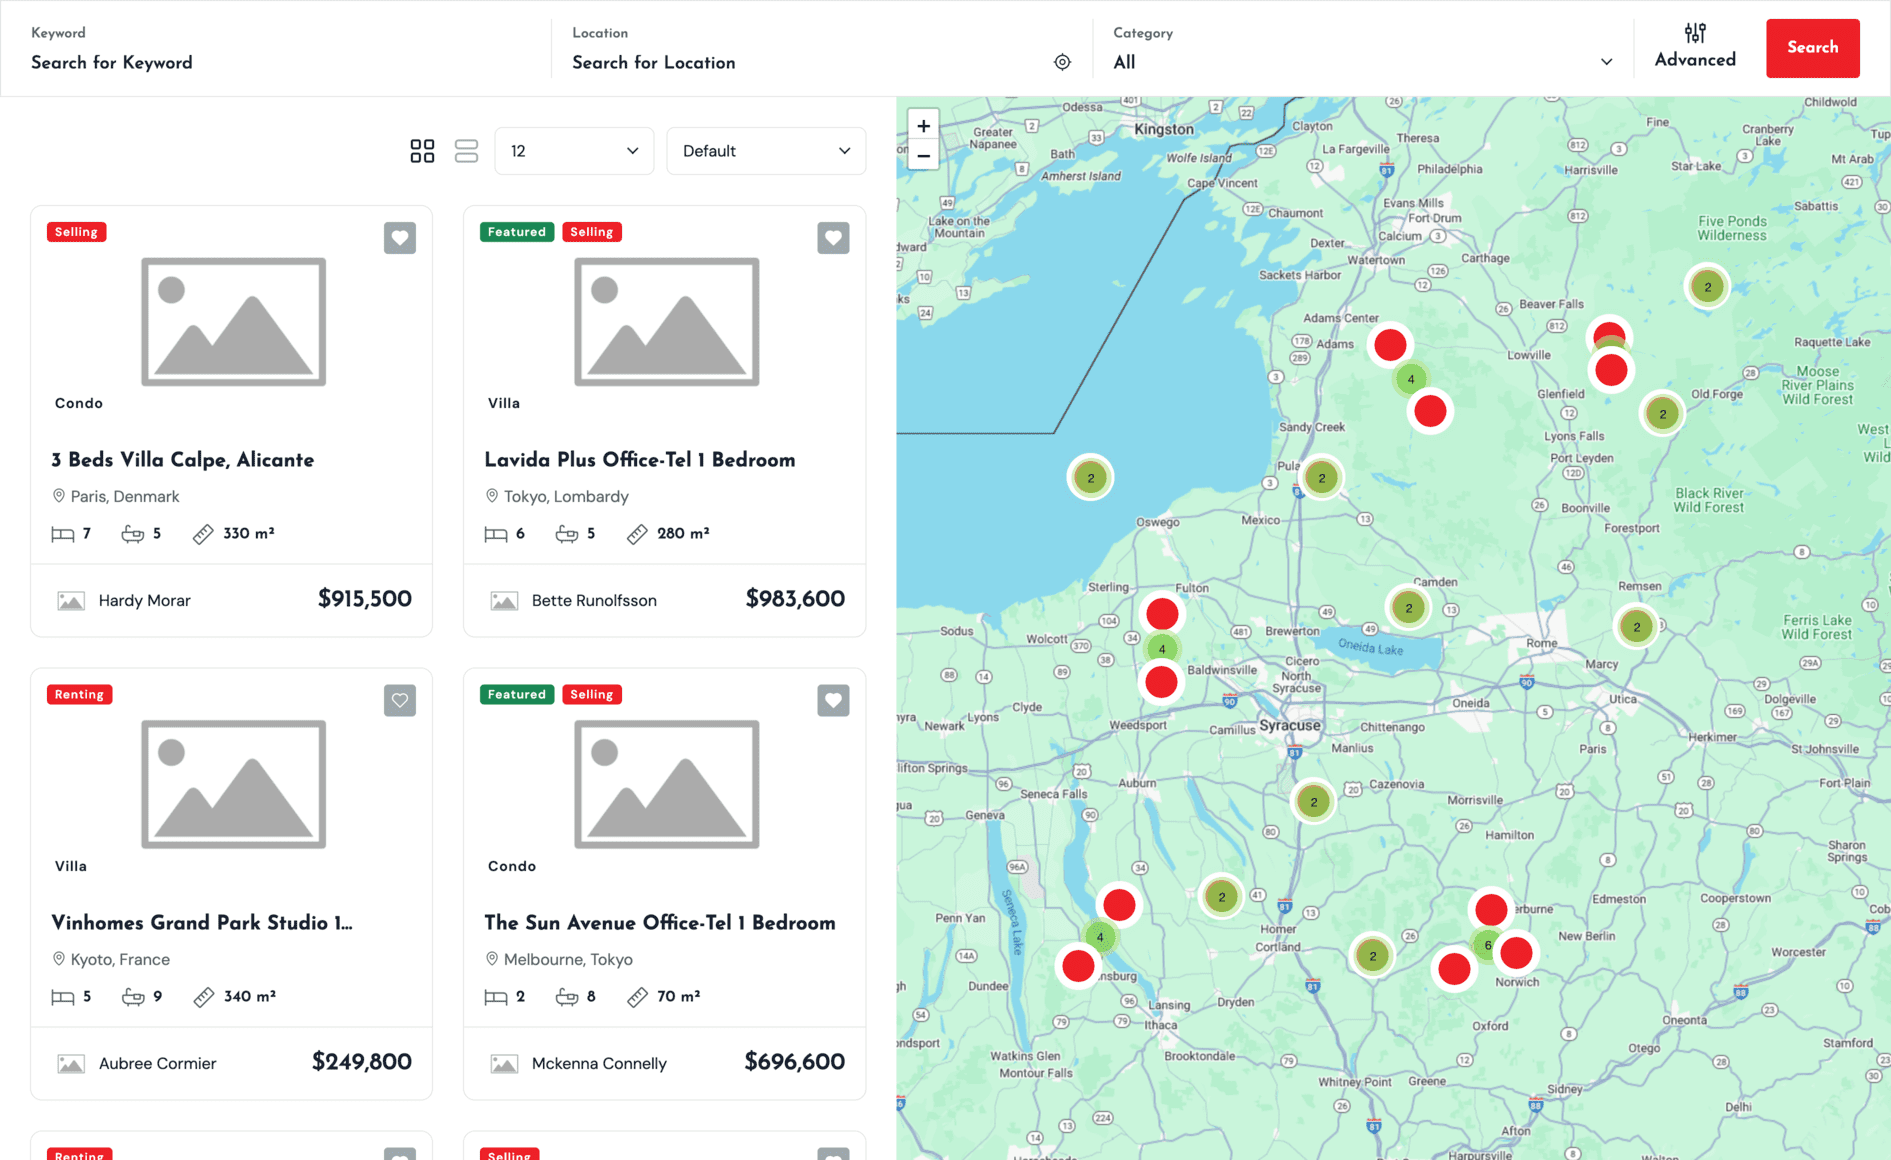 Keyword
Search for Keyword
Location
Search for Location
Category
All
Advanced
Search
12
Default
Selling
Condo
3 Beds Villa Calpe, Alicante
Paris, Denmark
7 5 330 m²
Hardy Morar $915,500
Featured Selling
Villa
Lavida Plus Office-Tel 1 Bedroom
Tokyo, Lombardy
6 5 280 m²
Bette Runolfsson $983,600
Renting
Villa
Vinhomes Grand Park Studio 1...
Kyoto, France
5 9 340 m²
Aubree Cormier $249,800
Featured Selling
Condo
The Sun Avenue Office-Tel 1 Bedroom
Melbourne, Tokyo
2 8 70 m²
Mckenna Connelly $696,600
Renting
Selling
+
−
Odessa
Kingston
Greater
Napanee
Bath
Wolfe Island
Amherst Island
Cape Vincent
Clayton
La Fargeville
Theresa
Philadelphia
Fine
Cranberry
Lake
Childwold
Harrisville
Star Lake
Mt Arab
Sabattis
Lake on the
Mountain
Chaumont
Evans Mills
Fort Drum
Calcium
Dexter
Watertown
Carthage
Five Ponds
Wilderness
Sackets Harbor
Beaver Falls
Adams Center
Adams
Lowville
Raquette Lake
Moose
River Plains
Wild Forest
Glenfield
Old Forge
Sandy Creek
Lyons Falls
Port Leyden
West
Wild
Pula
Black River
Wild Forest
Boonville
Forestport
Oswego
Mexico
Sterling
Fulton
Camden
Remsen
Sodus
Wolcott
Brewerton
Oneida Lake
Rome
Ferris Lake
Wild Forest
Marcy
Baldwinsville
Cicero
North
Syracuse
Clyde
Lyons
Newark
Weedsport
Camillus
Syracuse
Chittenango
Oneida
Utica
Dolgeville
Manlius
Paris
Herkimer
St Johnsville
lifton Springs
Seneca Falls
Auburn
Cazenovia
Morrisville
Fort Plain
Geneva
Hamilton
Sharon
Springs
Seneca Lake
Penn Yan
Edmeston
Cooperstown
Homer
Cortland
erburne
New Berlin
Worcester
Dundee
nsburg
Norwich
Lansing
Dryden
Ithaca
Oxford
Oneonta
ndsport
Watkins Glen
Montour Falls
Brooktondale
Otego
Stamford
Whitney Point
Greene
Sidney
Delhi
Afton
Harpursville
2
4
2
2
2
2
2
4
2
2
4
2
6